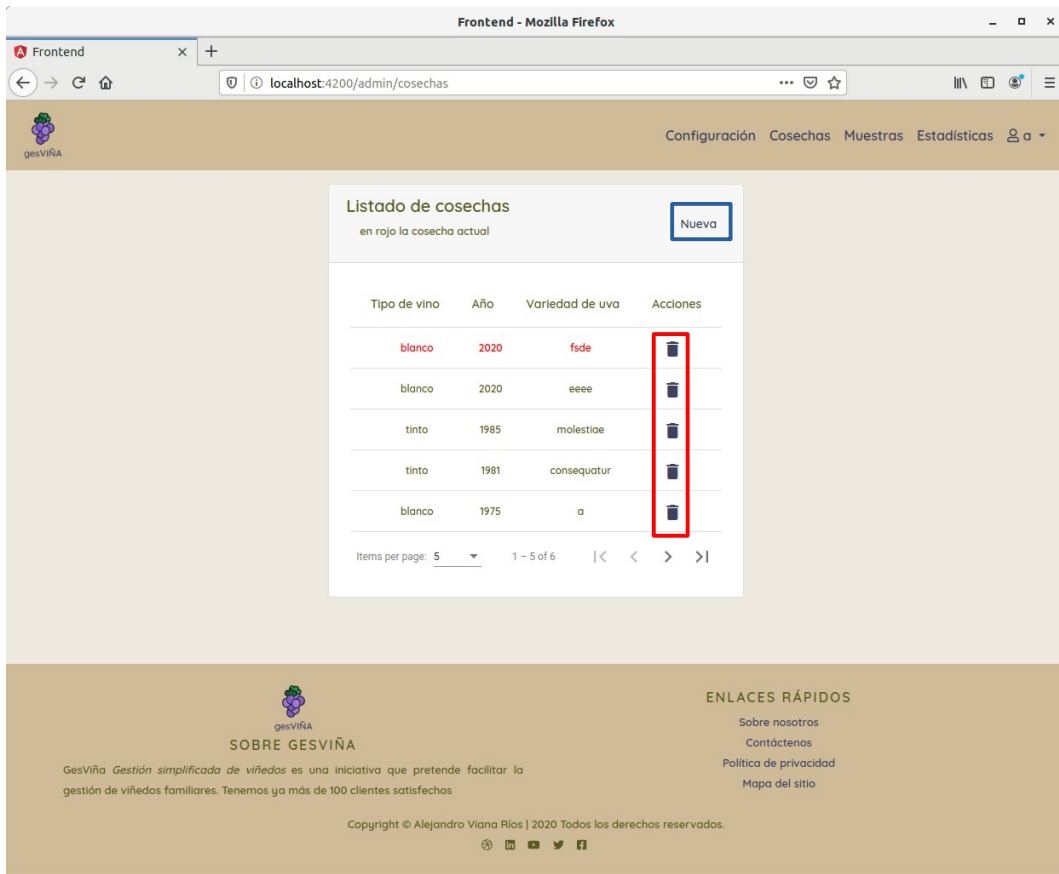 Frontend - Mozilla Firefox
Frontend
localhost:4200/admin/cosechas
gesVIÑA
Configuración Cosechas Muestras Estadísticas a
Listado de cosechas
en rojo la cosecha actual
Nueva
Tipo de vino Año Variedad de uva Acciones
blanco 2020 fsde
blanco 2020 eeee
tinto 1985 molestiae
tinto 1981 consequatur
blanco 1975 a
Items per page: 5 1 – 5 of 6
gesVIÑA
SOBRE GESVIÑA
GesViña Gestión simplificada de viñedos es una iniciativa que pretende facilitar la
gestión de viñedos familiares. Tenemos ya más de 100 clientes satisfechos
ENLACES RÁPIDOS
Sobre nosotros
Contáctenos
Política de privacidad
Mapa del sitio
Copyright © Alejandro Viana Ríos | 2020 Todos los derechos reservados.